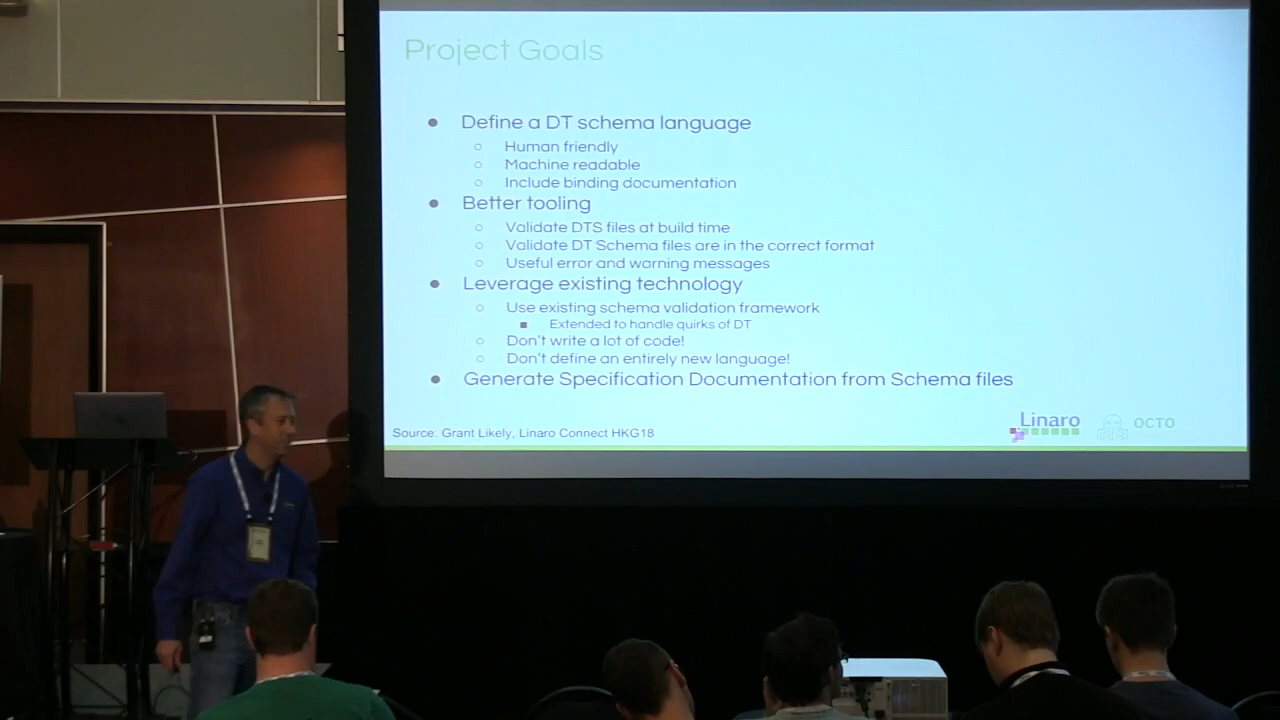 Project Goals
● Define a DT schema language
○ Human friendly
○ Machine readable
○ Include binding documentation
● Better tooling
○ Validate DTS files at build time
○ Validate DT Schema files are in the correct format
○ Useful error and warning messages
● Leverage existing technology
○ Use existing schema validation framework
■ Extended to handle quirks of DT
○ Don't write a lot of code!
○ Don't define an entirely new language!
● Generate Specification Documentation from Schema files
Source: Grant Likely, Linaro Connect HKG18
Linaro
OCTO